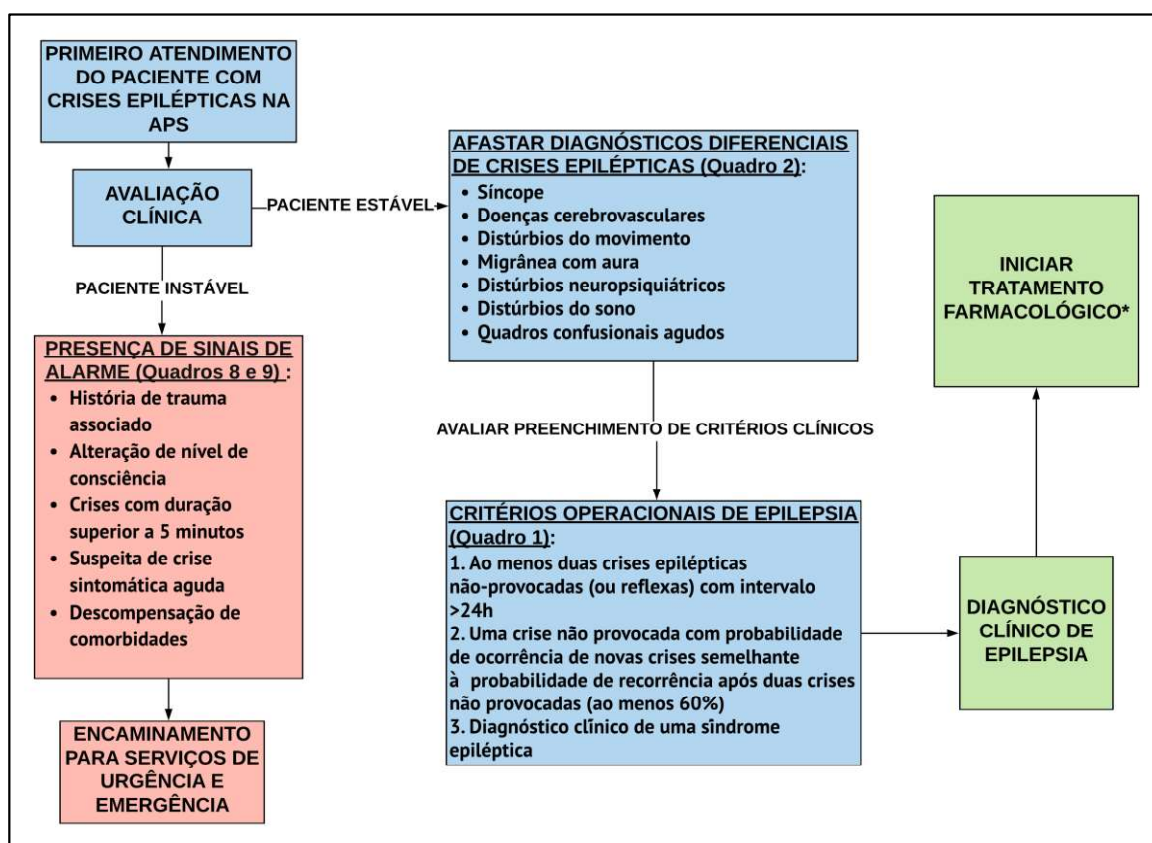 PRIMEIRO ATENDIMENTO
DO PACIENTE COM
CRISES EPILÉPTICAS NA
APS
AVALIAÇÃO
CLÍNICA
PACIENTE ESTÁVEL
PACIENTE INSTÁVEL
PRESENÇA DE SINAIS DE
ALARME (Quadros 8 e 9) :
• História de trauma
associado
• Alteração de nível de
consciência
• Crises com duração
superior a 5 minutos
• Suspeita de crise
sintomática aguda
• Descompensação de
comorbidades
ENCAMINAMENTO
PARA SERVIÇOS DE
URGÊNCIA E
EMERGÊNCIA
AFASTAR DIAGNÓSTICOS DIFERENCIAIS
DE CRISES EPILÉPTICAS (Quadro 2):
• Síncope
• Doenças cerebrovasculares
• Distúrbios do movimento
• Migrânea com aura
• Distúrbios neuropsiquiátricos
• Distúrbios do sono
• Quadros confusionais agudos
AVALIAR PREENCHIMENTO DE CRITÉRIOS CLÍNICOS
CRITÉRIOS OPERACIONAIS DE EPILEPSIA
(Quadro 1):
1. Ao menos duas crises epilépticas
não-provocadas (ou reflexas) com intervalo
>24h
2. Uma crise não provocada com probabilidade
de ocorrência de novas crises semelhante
à probabilidade de recorrência após duas crises
não provocadas (ao menos 60%)
3. Diagnóstico clínico de uma síndrome
epiléptica
DIAGNÓSTICO
CLÍNICO DE
EPILEPSIA
INICIAR
TRATAMENTO
FARMACOLÓGICO*